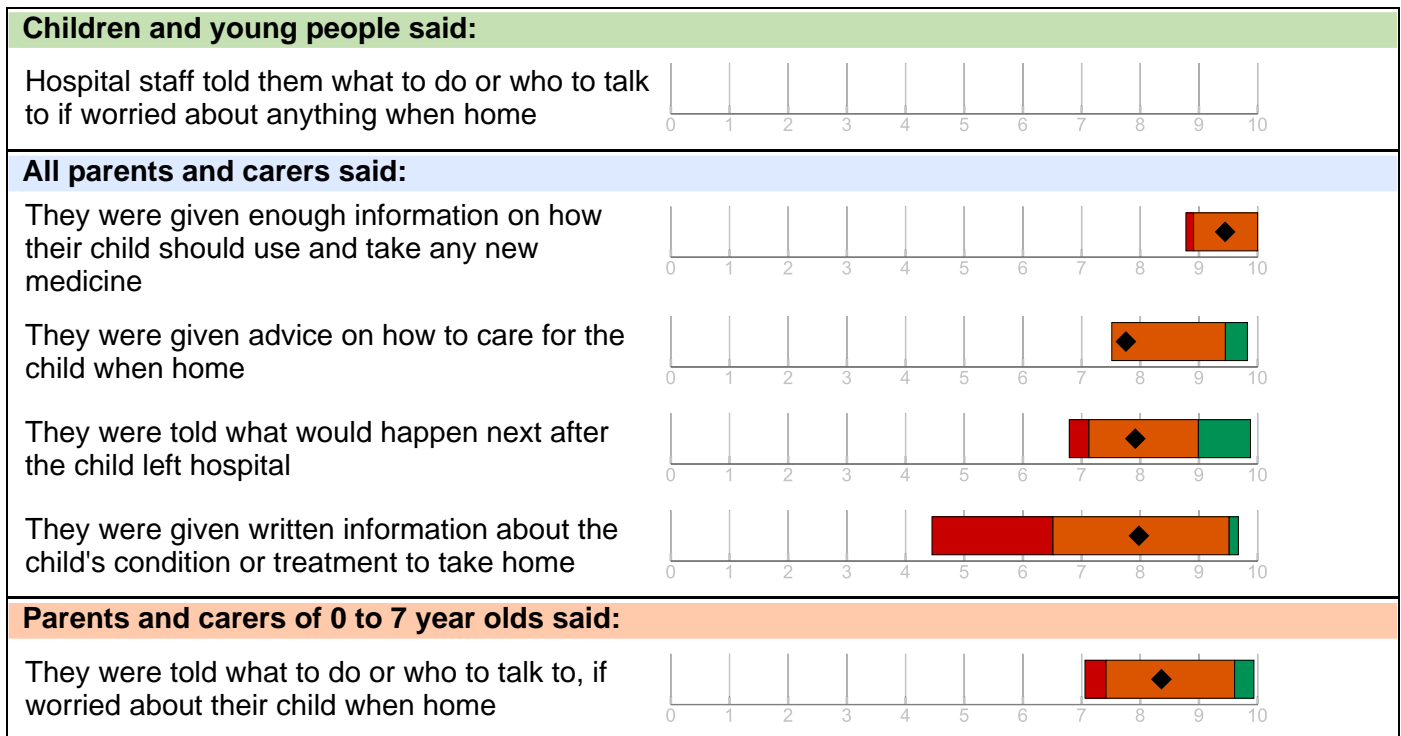 Children and young people said:
Hospital staff told them what to do or who to talk
to if worried about anything when home
0 1 2 3 4 5 6 7 8 9 10
All parents and carers said:
They were given enough information on how
their child should use and take any new
medicine
0 1 2 3 4 5 6 7 8 9 10
They were given advice on how to care for the
child when home
0 1 2 3 4 5 6 7 8 9 10
They were told what would happen next after
the child left hospital
0 1 2 3 4 5 6 7 8 9 10
They were given written information about the
child's condition or treatment to take home
0 1 2 3 4 5 6 7 8 9 10
Parents and carers of 0 to 7 year olds said:
They were told what to do or who to talk to, if
worried about their child when home
0 1 2 3 4 5 6 7 8 9 10